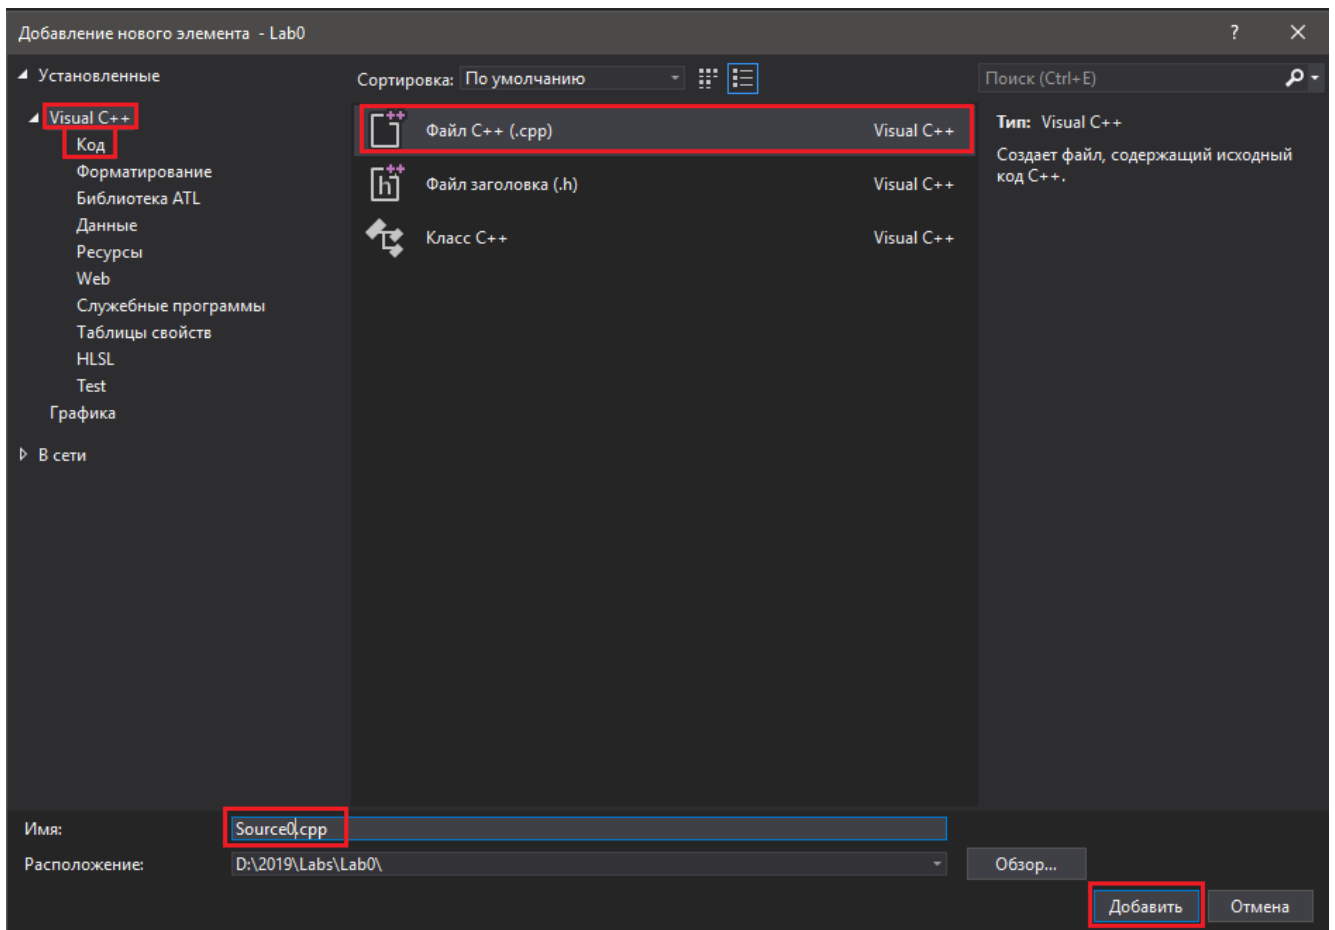 Добавление нового элемента - Lab0
? ×
Установленные
Сортировка: По умолчанию
Поиск (Ctrl+E)
Visual C++
Код
Форматирование
Библиотека ATL
Данные
Ресурсы
Web
Служебные программы
Таблицы свойств
HLSL
Test
Графика
В сети
Файл C++ (.cpp) Visual C++
Файл заголовка (.h) Visual C++
Класс C++ Visual C++
Тип: Visual C++
Создает файл, содержащий исходный
код C++.
Имя: Source0.cpp
Расположение: D:\2019\Labs\Lab0\
Обзор...
Добавить Отмена